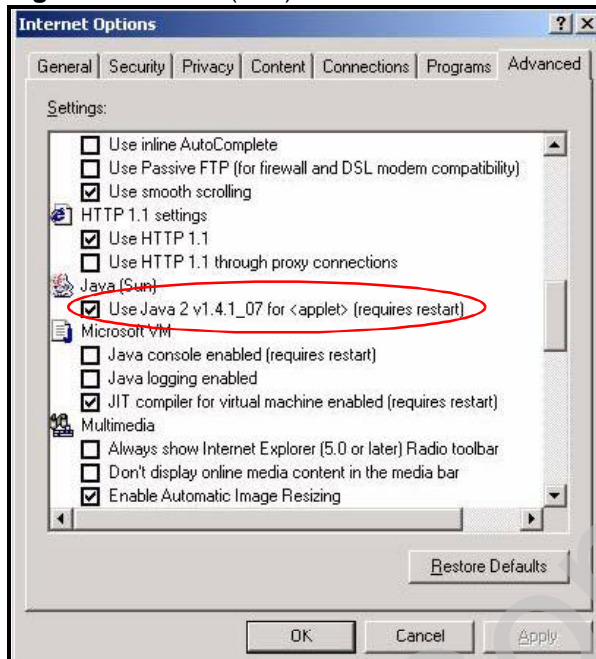 Internet Options
General Security Privacy Content Connections Programs Advanced
Settings:
Use inline AutoComplete
Use Passive FTP (for firewall and DSL modem compatibility)
Use smooth scrolling
HTTP 1.1 settings
Use HTTP 1.1
Use HTTP 1.1 through proxy connections
Java (Sun)
Use Java 2 v1.4.1_07 for <applet> (requires restart)
Microsoft VM
Java console enabled (requires restart)
Java logging enabled
JIT compiler for virtual machine enabled (requires restart)
Multimedia
Always show Internet Explorer (5.0 or later) Radio toolbar
Don't display online media content in the media bar
Enable Automatic Image Resizing
Restore Defaults
OK Cancel Apply